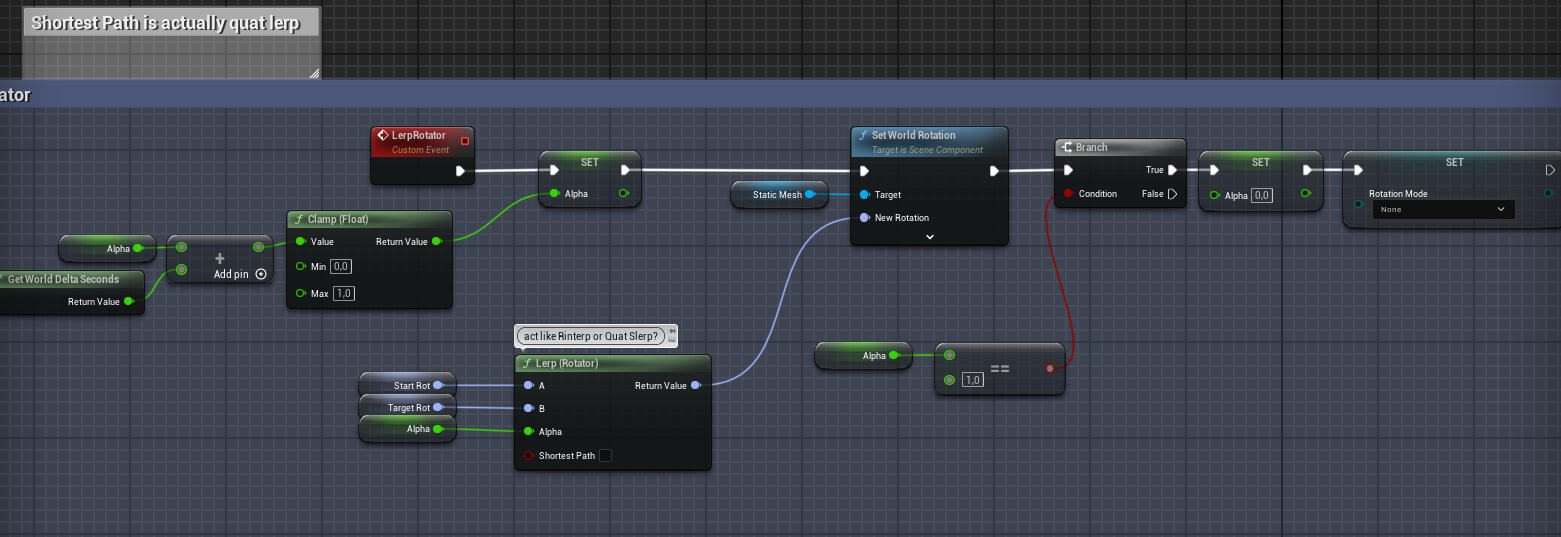 Shortest Path is actually quat lerp
ator
LerpRotator
Custom Event
SET
Alpha
Clamp (Float)
Value
Return Value
Min 0,0
Max 1,0
Alpha
Add pin
Get World Delta Seconds
Return Value
Set World Rotation
Target is Scene Component
Target
New Rotation
Static Mesh
Branch
True
Condition
False
SET
Alpha 0,0
SET
Rotation Mode
None
act like Rinterp or Quat Slerp?
Lerp (Rotator)
A
Return Value
B
Alpha
Shortest Path
Start Rot
Target Rot
Alpha
Alpha
1,0
==